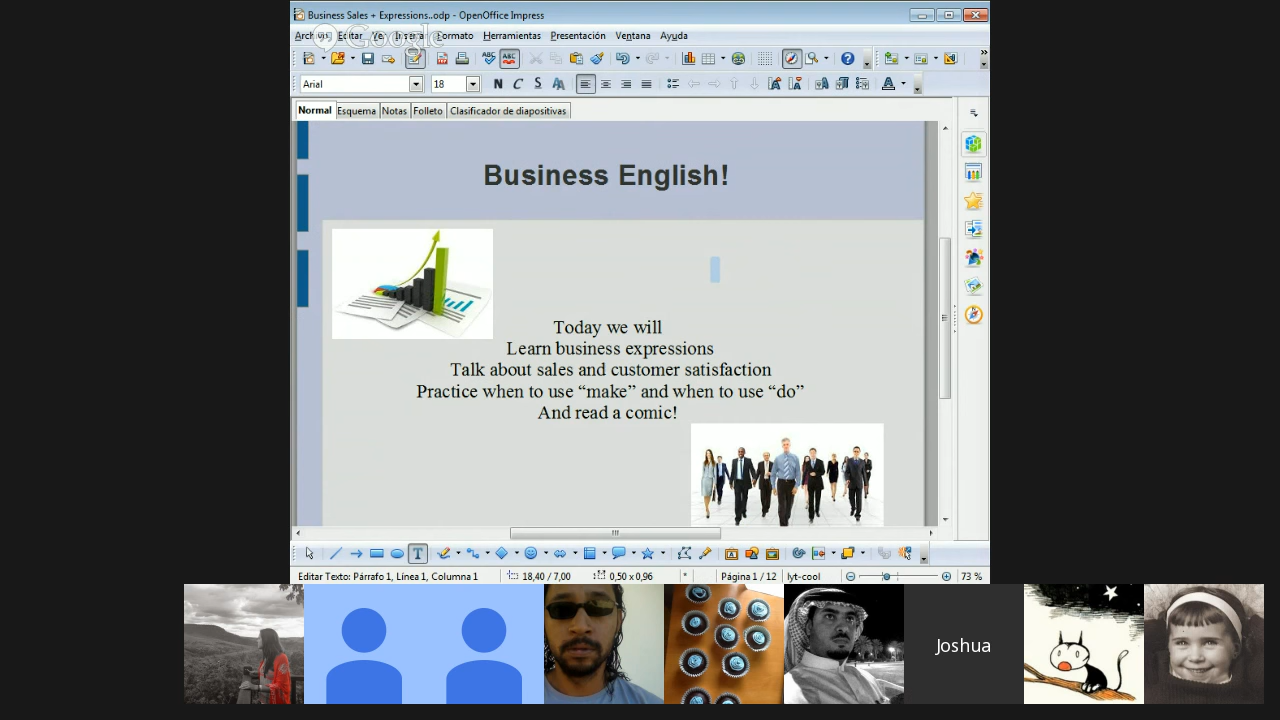 Business Sales + Expressions..odp - OpenOffice Impress
Google
Editar
Formato Herramientas Presentación Ventana Ayuda
ABC ABC
Arial 18 N C S
Normal Esquema Notas Folleto Clasificador de diapositivas
Business English!
Today we will
Learn business expressions
Talk about sales and customer satisfaction
Practice when to use “make” and when to use “do”
And read a comic!
T
Editar Texto: Párrafo 1, Línea 1, Columna 1 18,40 / 7,00 0,50 x 0,96 * Página 1 / 12 lyt-cool 73 %
Joshua